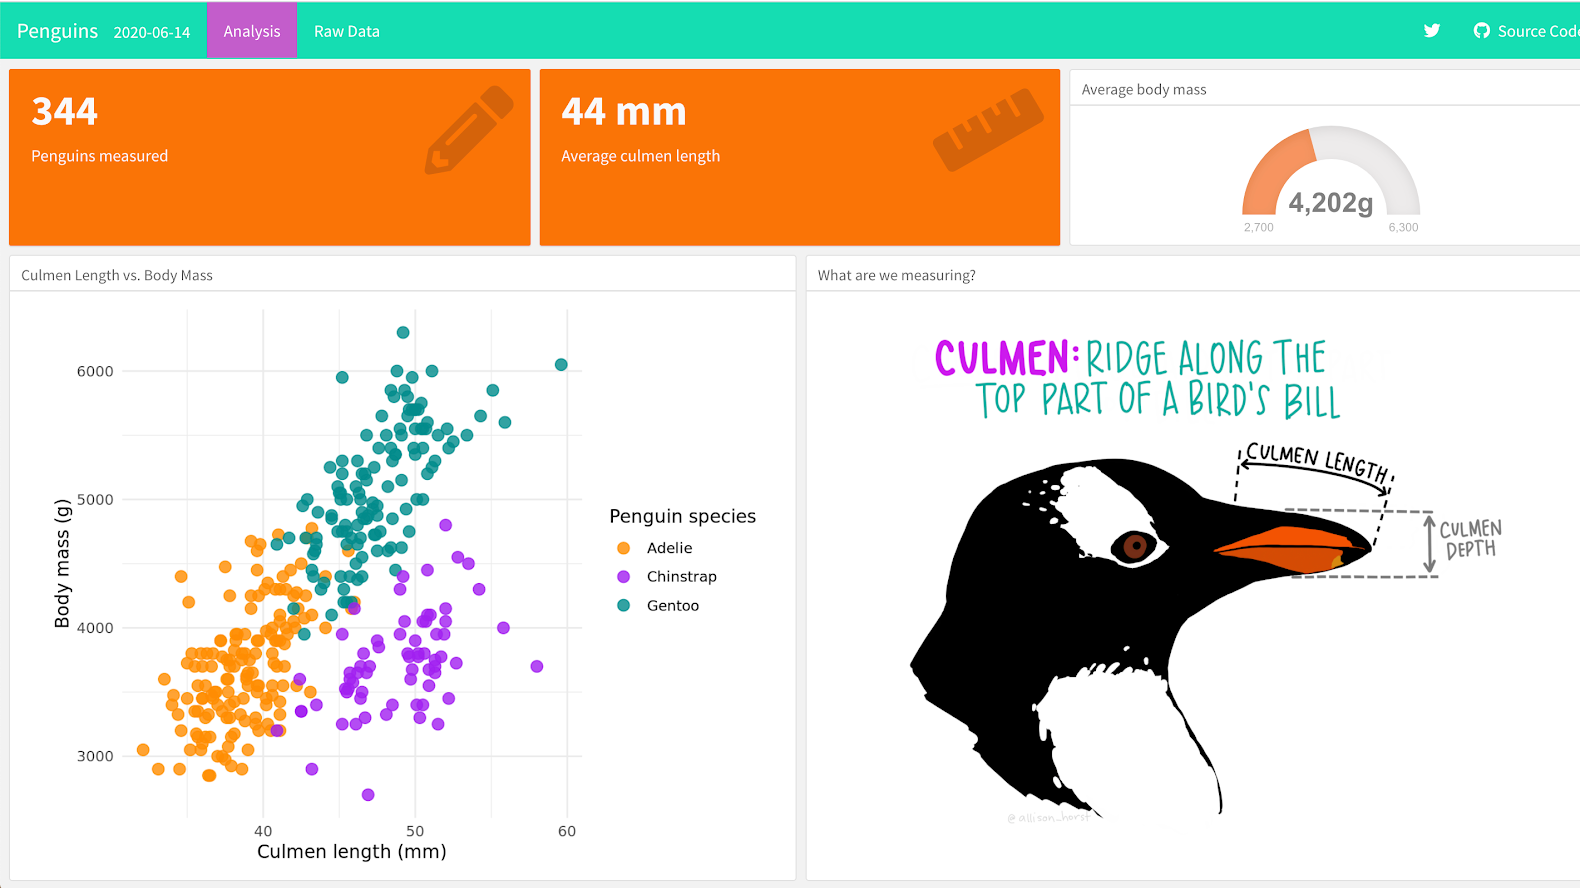 Penguins 2020-06-14 Analysis Raw Data Source Code
344
Penguins measured
44 mm
Average culmen length
Average body mass
4,202g
2,700 6,300
Culmen Length vs. Body Mass
6000
5000
4000
3000
Body mass (g)
40 50 60
Culmen length (mm)
Penguin species
Adelie
Chinstrap
Gentoo
What are we measuring?
CULMEN: RIDGE ALONG THE
TOP PART OF A BIRD'S BILL
CULMEN LENGTH
CULMEN
DEPTH
@allison_horst